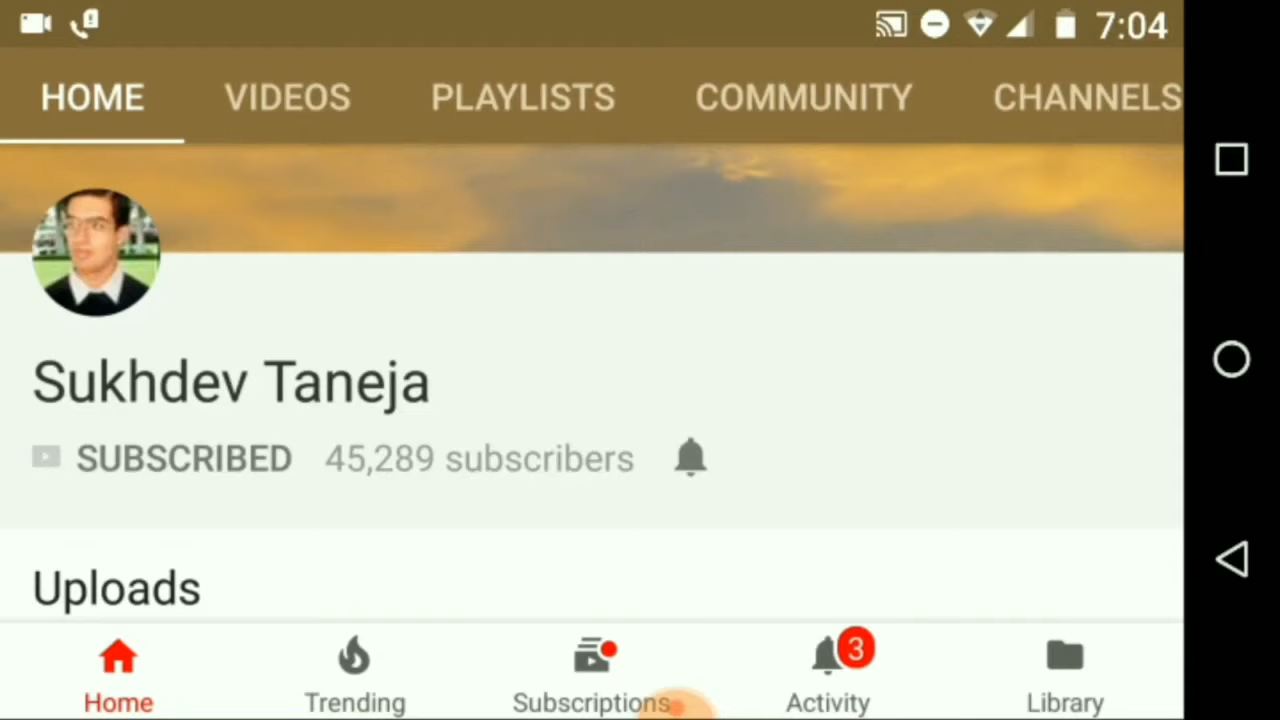 7:04
HOME VIDEOS PLAYLISTS COMMUNITY CHANNELS
Sukhdev Taneja
SUBSCRIBED 45,289 subscribers
Uploads
3
Home Trending Subscriptions Activity Library